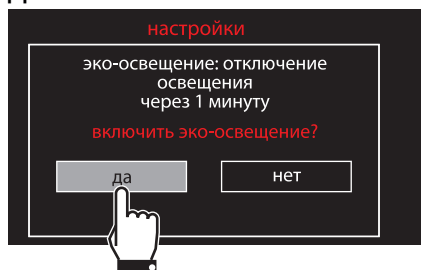 настройки
эко-освещение: отключение
освещения
через 1 минуту
включить эко-освещение?
да
нет